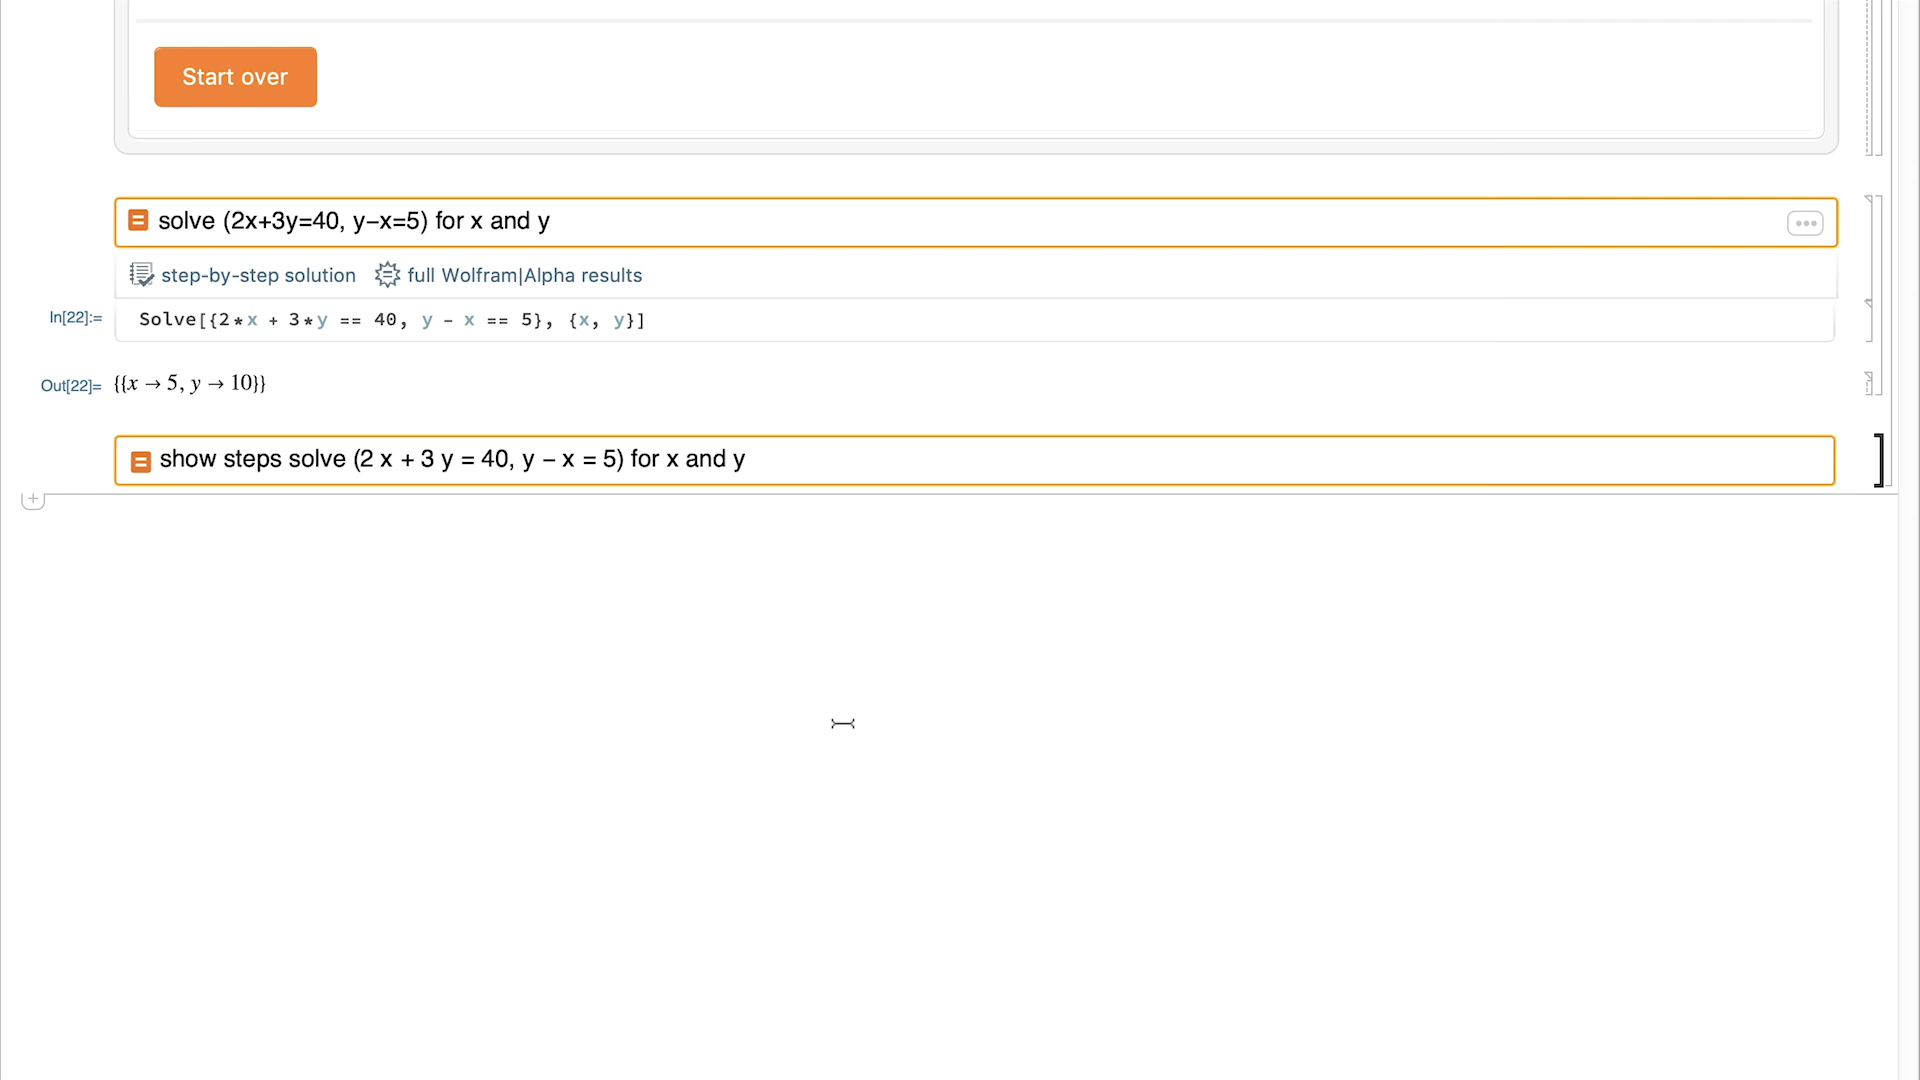 Start over
solve (2x+3y=40, y−x=5) for x and y
step-by-step solution full Wolfram|Alpha results
In[22]:= Solve[{2*x + 3*y == 40, y - x == 5}, {x, y}]
Out[22]= {{x → 5, y → 10}}
show steps solve (2 x + 3 y = 40, y − x = 5) for x and y